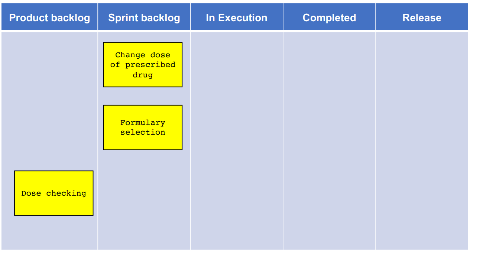 Product backlog
Sprint backlog
In Execution
Completed
Release
Change dose
of prescribed
drug
Formulary
selection
Dose checking